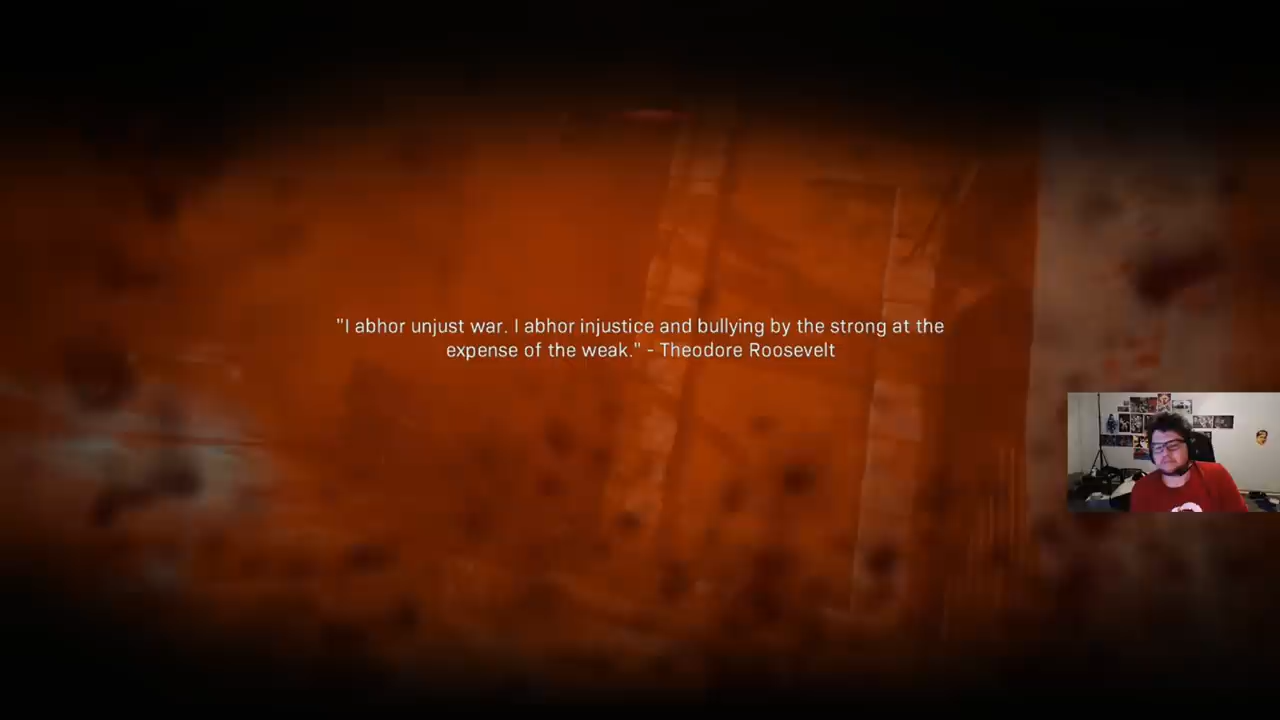 "I abhor unjust war. I abhor injustice and bullying by the strong at the
expense of the weak." - Theodore Roosevelt